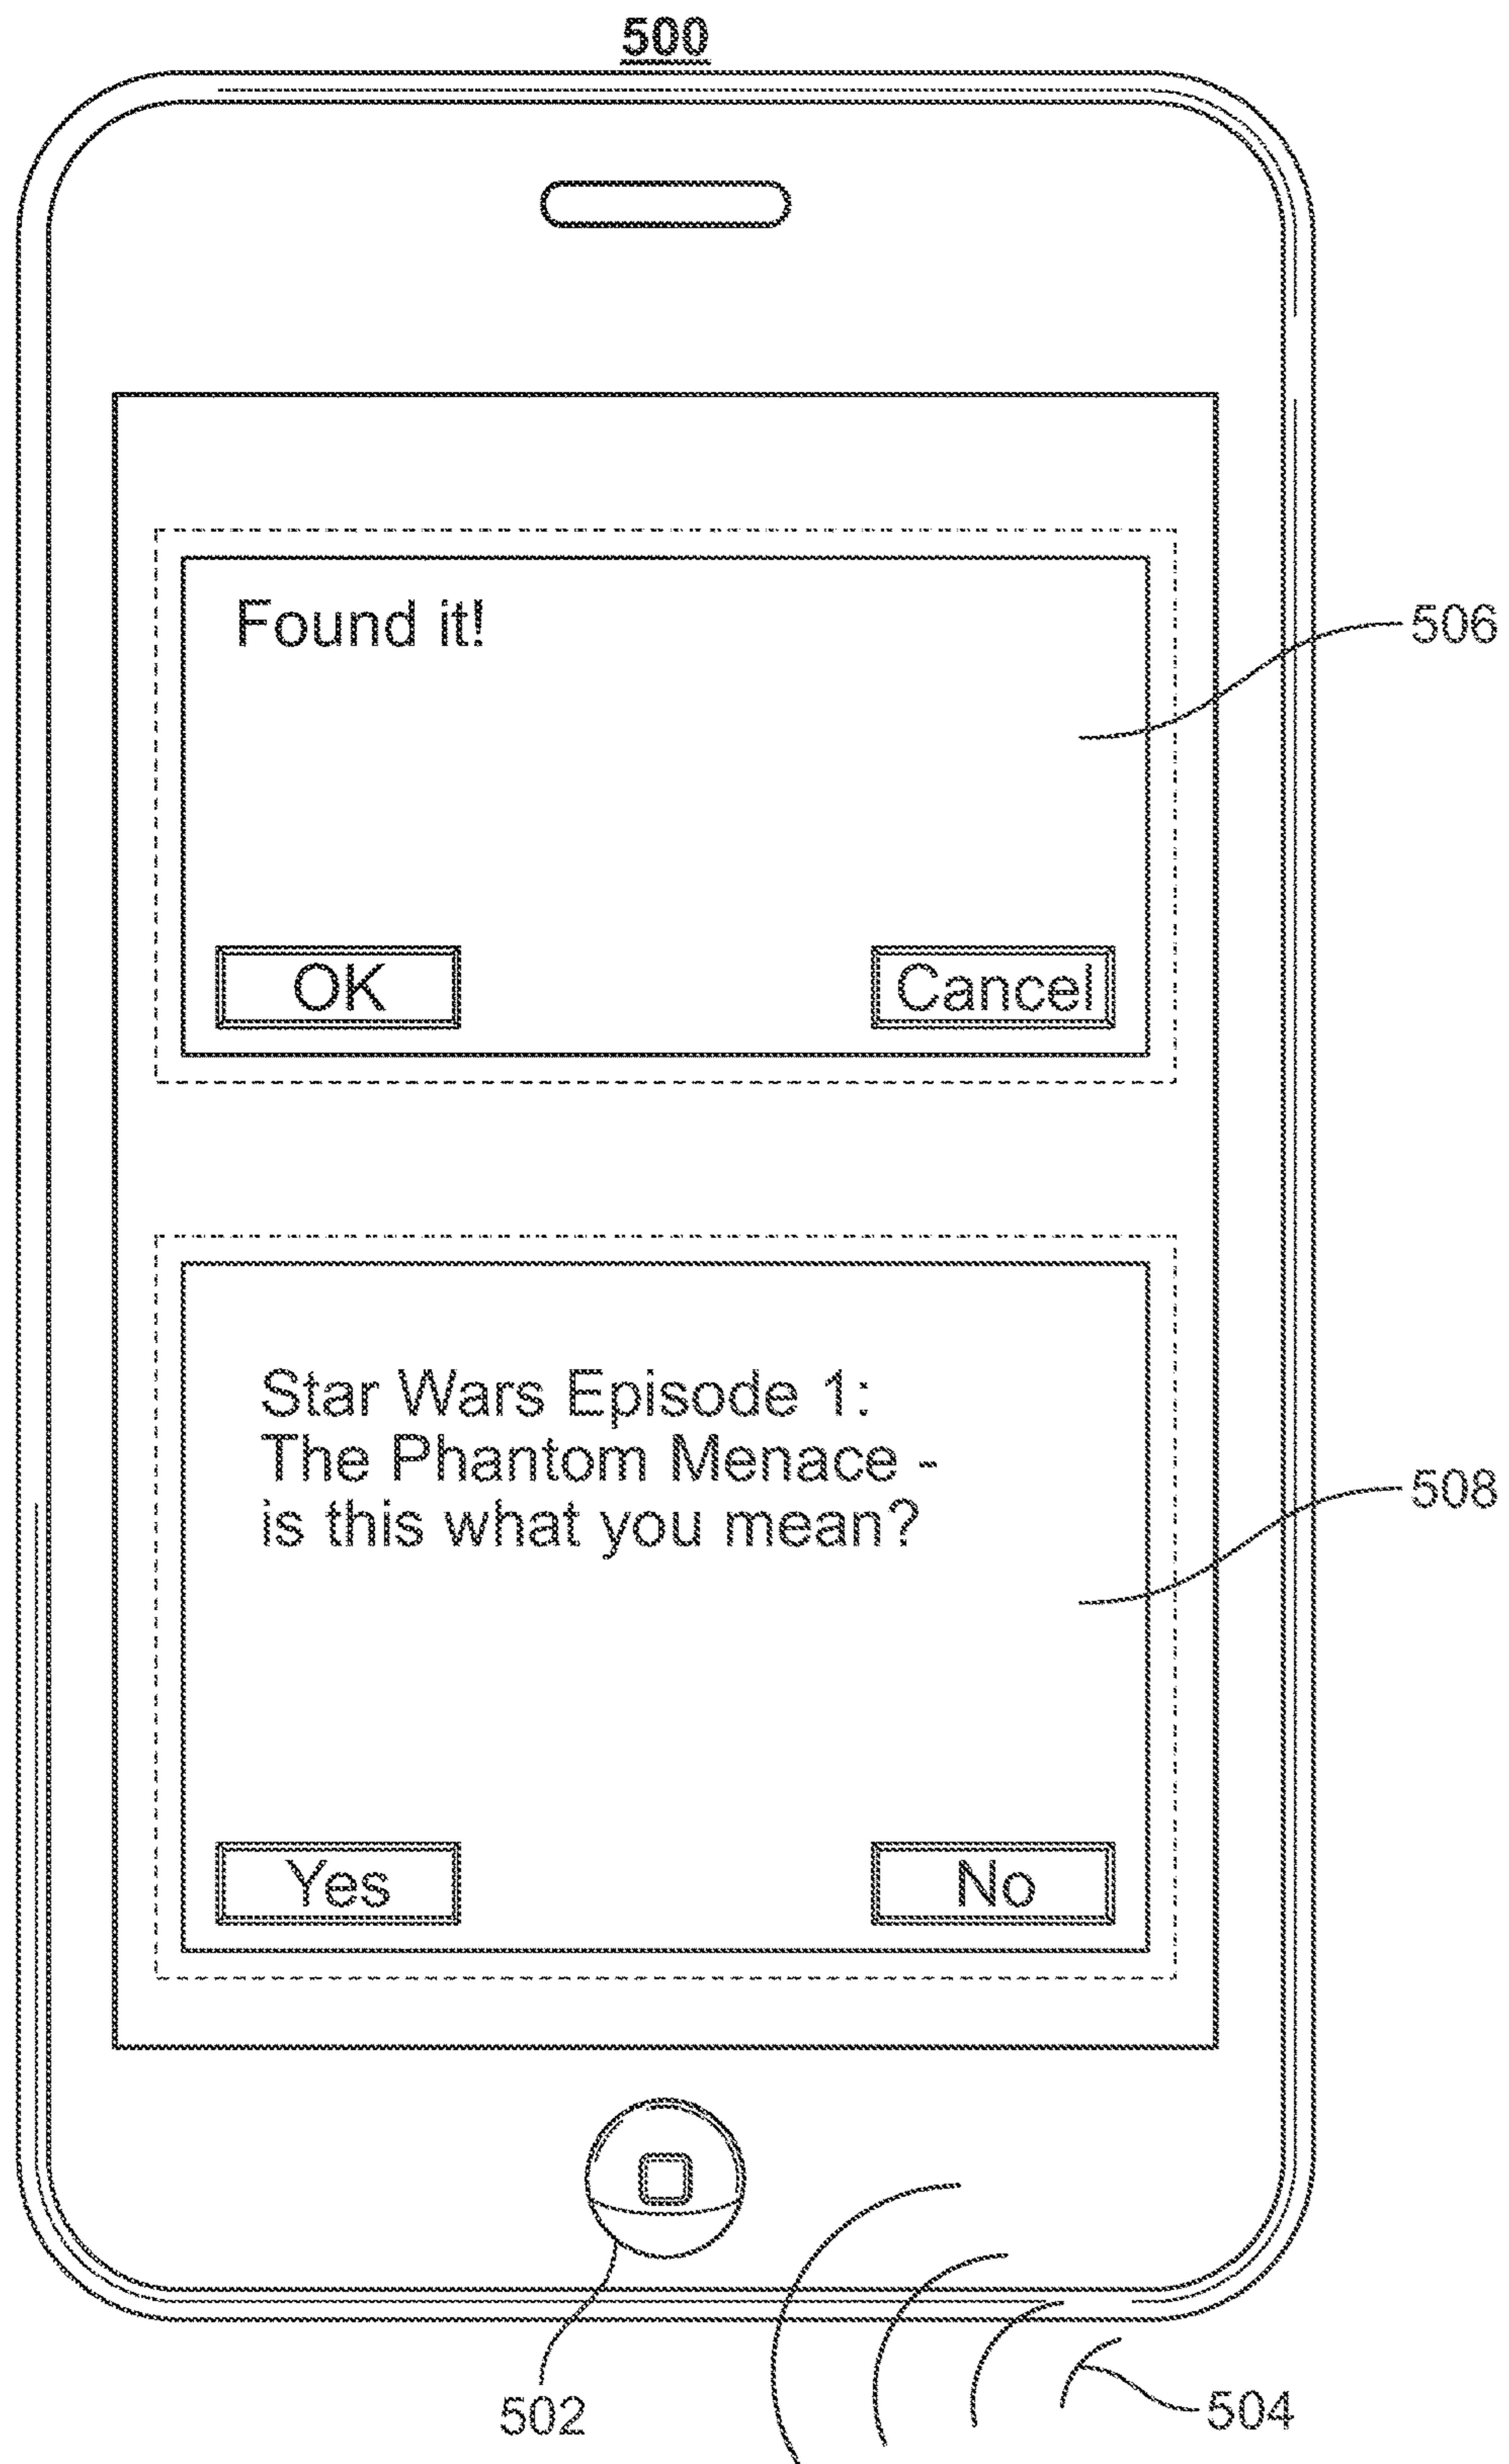 500
Found it!
506
OK
Cancel
Star Wars Episode 1:
The Phantom Menace -
is this what you mean?
508
Yes
No
502
504